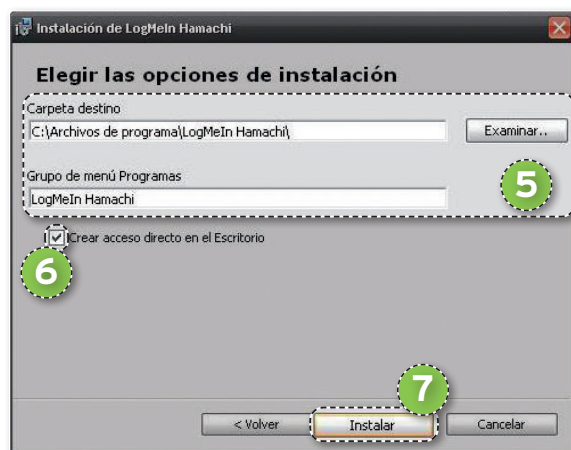 Instalación de LogMeIn Hamachi
Elegir las opciones de instalación
Carpeta destino
C:\Archivos de programa\LogMeIn Hamachi\
Examinar..
Grupo de menú Programas
LogMeIn Hamachi
5
Crear acceso directo en el Escritorio
6
7
< Volver
Instalar
Cancelar